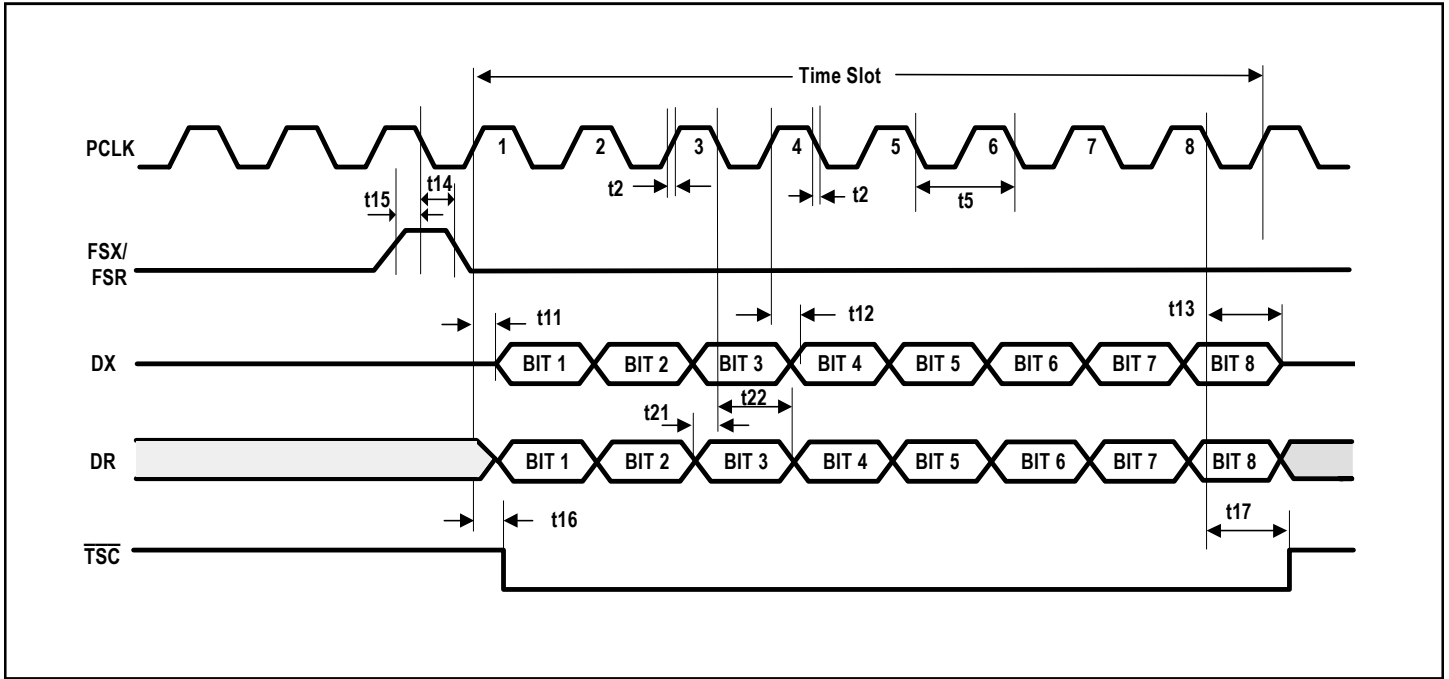 Time Slot
PCLK
1 2 3 4 5 6 7 8
t2 t2 t5
t15 t14
FSX/
FSR
t11 t12 t13
DX BIT 1 BIT 2 BIT 3 BIT 4 BIT 5 BIT 6 BIT 7 BIT 8
t21 t22
DR BIT 1 BIT 2 BIT 3 BIT 4 BIT 5 BIT 6 BIT 7 BIT 8
t16 t17
TSC